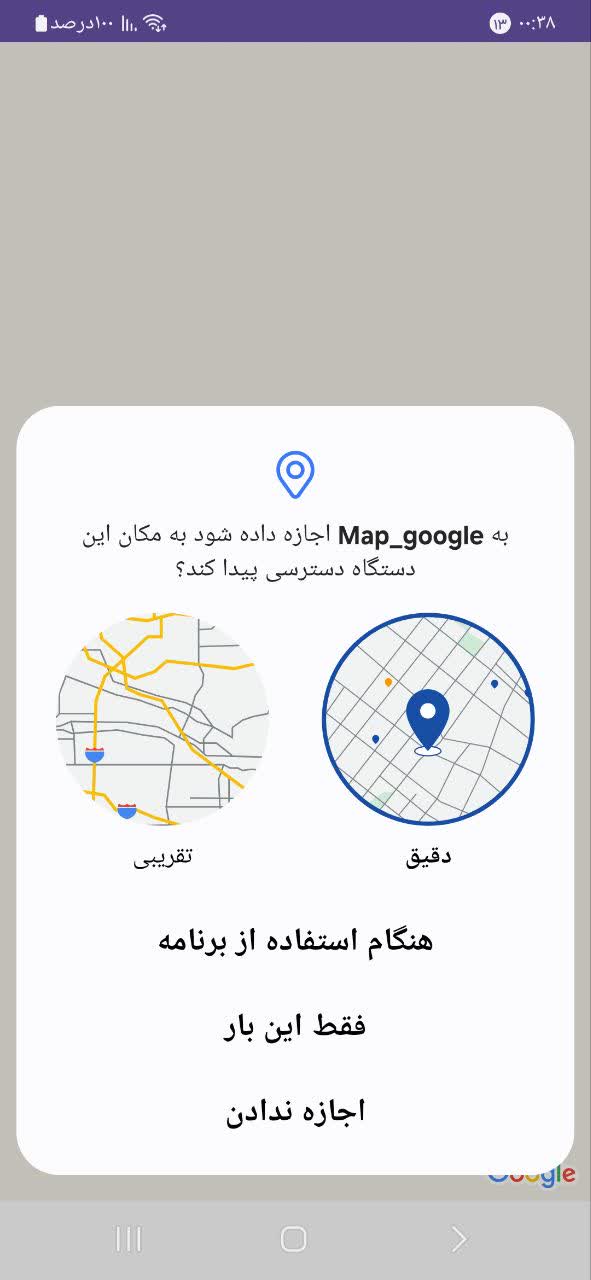 ۰۰:۳۸ ۱۳ ۱۰۰درصد
به Map_google اجازه داده شود به مکان این
دستگاه دسترسی پیدا کند؟
دقیق تقریبی
هنگام استفاده از برنامه
فقط این بار
اجازه ندادن
Google